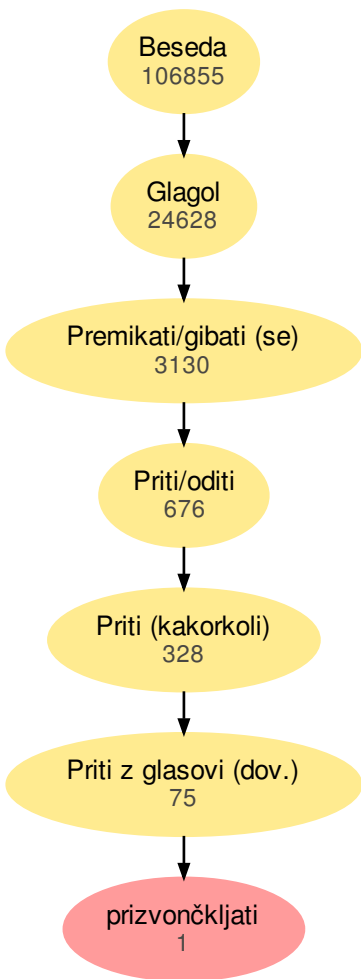 Beseda
106855
Glagol
24628
Premikati/gibati (se)
3130
Priti/oditi
676
Priti (kakorkoli)
328
Priti z glasovi (dov.)
75
prizvončkljati
1